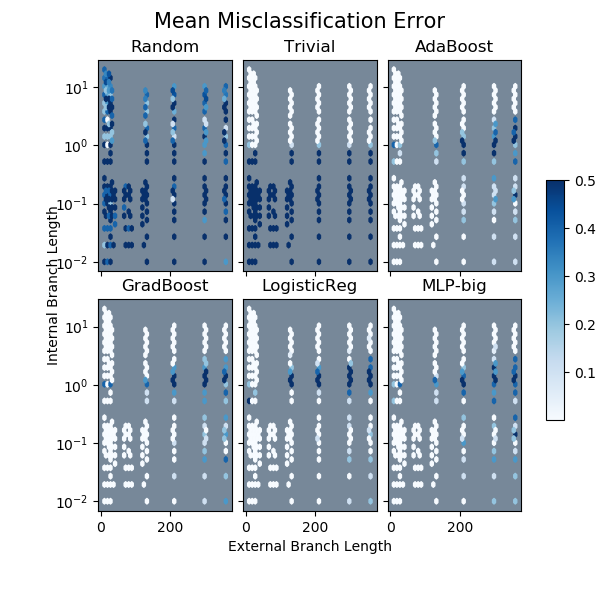 Mean Misclassification Error
Random
Trivial
AdaBoost
10¹
10⁰
10⁻¹
10⁻²
GradBoost
LogisticReg
MLP-big
10¹
10⁰
10⁻¹
10⁻²
0
200
0
200
0
200
Internal Branch Length
External Branch Length
0.5
0.4
0.3
0.2
0.1